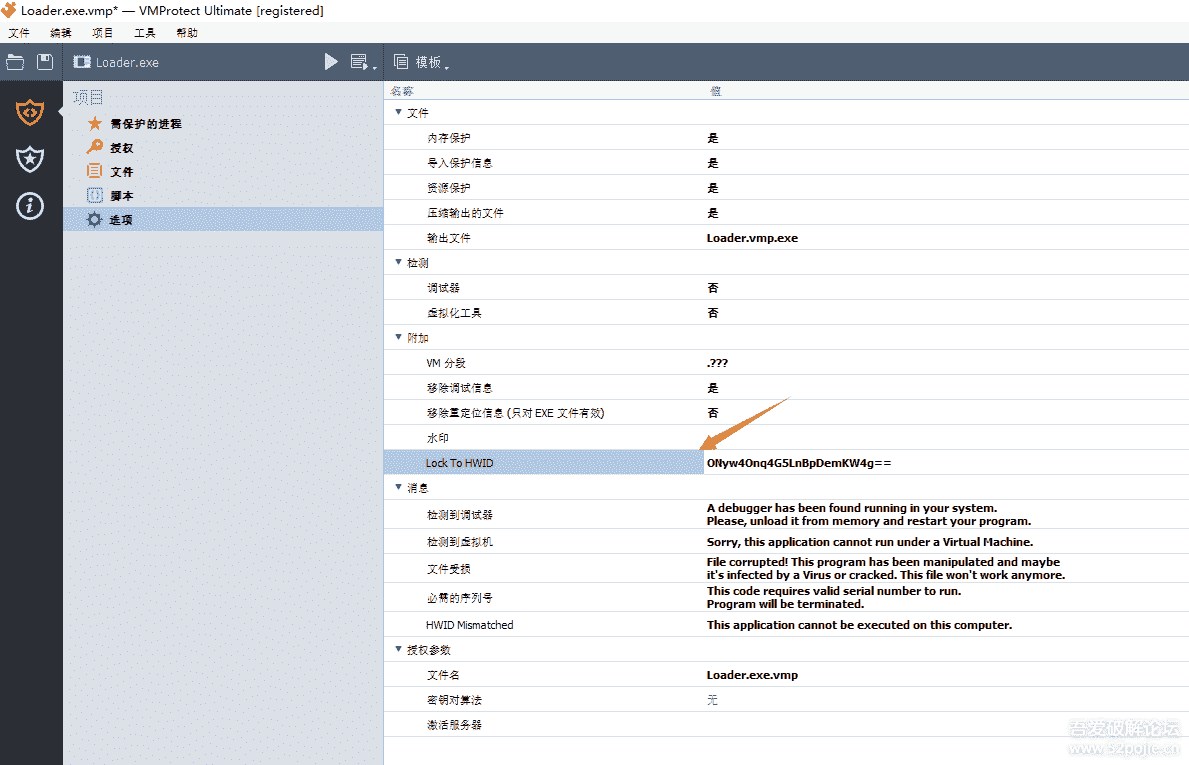 Loader.exe.vmp* — VMProtect Ultimate [registered]
文件 编辑 项目 工具 帮助
Loader.exe
模板
项目
需保护的进程
授权
文件
脚本
选项
名称 值
文件
内存保护 是
导入保护信息 是
资源保护 是
压缩输出的文件 是
输出文件 Loader.vmp.exe
检测
调试器 否
虚拟化工具 否
附加
VM 分段 .???
移除调试信息 是
移除重定位信息 (只对 EXE 文件有效) 否
水印
Lock To HWID ONyw4Onq4G5LnBpDemKW4g==
消息
检测到调试器 A debugger has been found running in your system.
Please, unload it from memory and restart your program.
检测到虚拟机 Sorry, this application cannot run under a Virtual Machine.
文件受损 File corrupted! This program has been manipulated and maybe
it's infected by a Virus or cracked. This file won't work anymore.
必需的序列号 This code requires valid serial number to run.
Program will be terminated.
HWID Mismatched This application cannot be executed on this computer.
授权参数
文件名 Loader.exe.vmp
密钥对算法 无
激活服务器
吾爱破解论坛
www.52pojie.cn